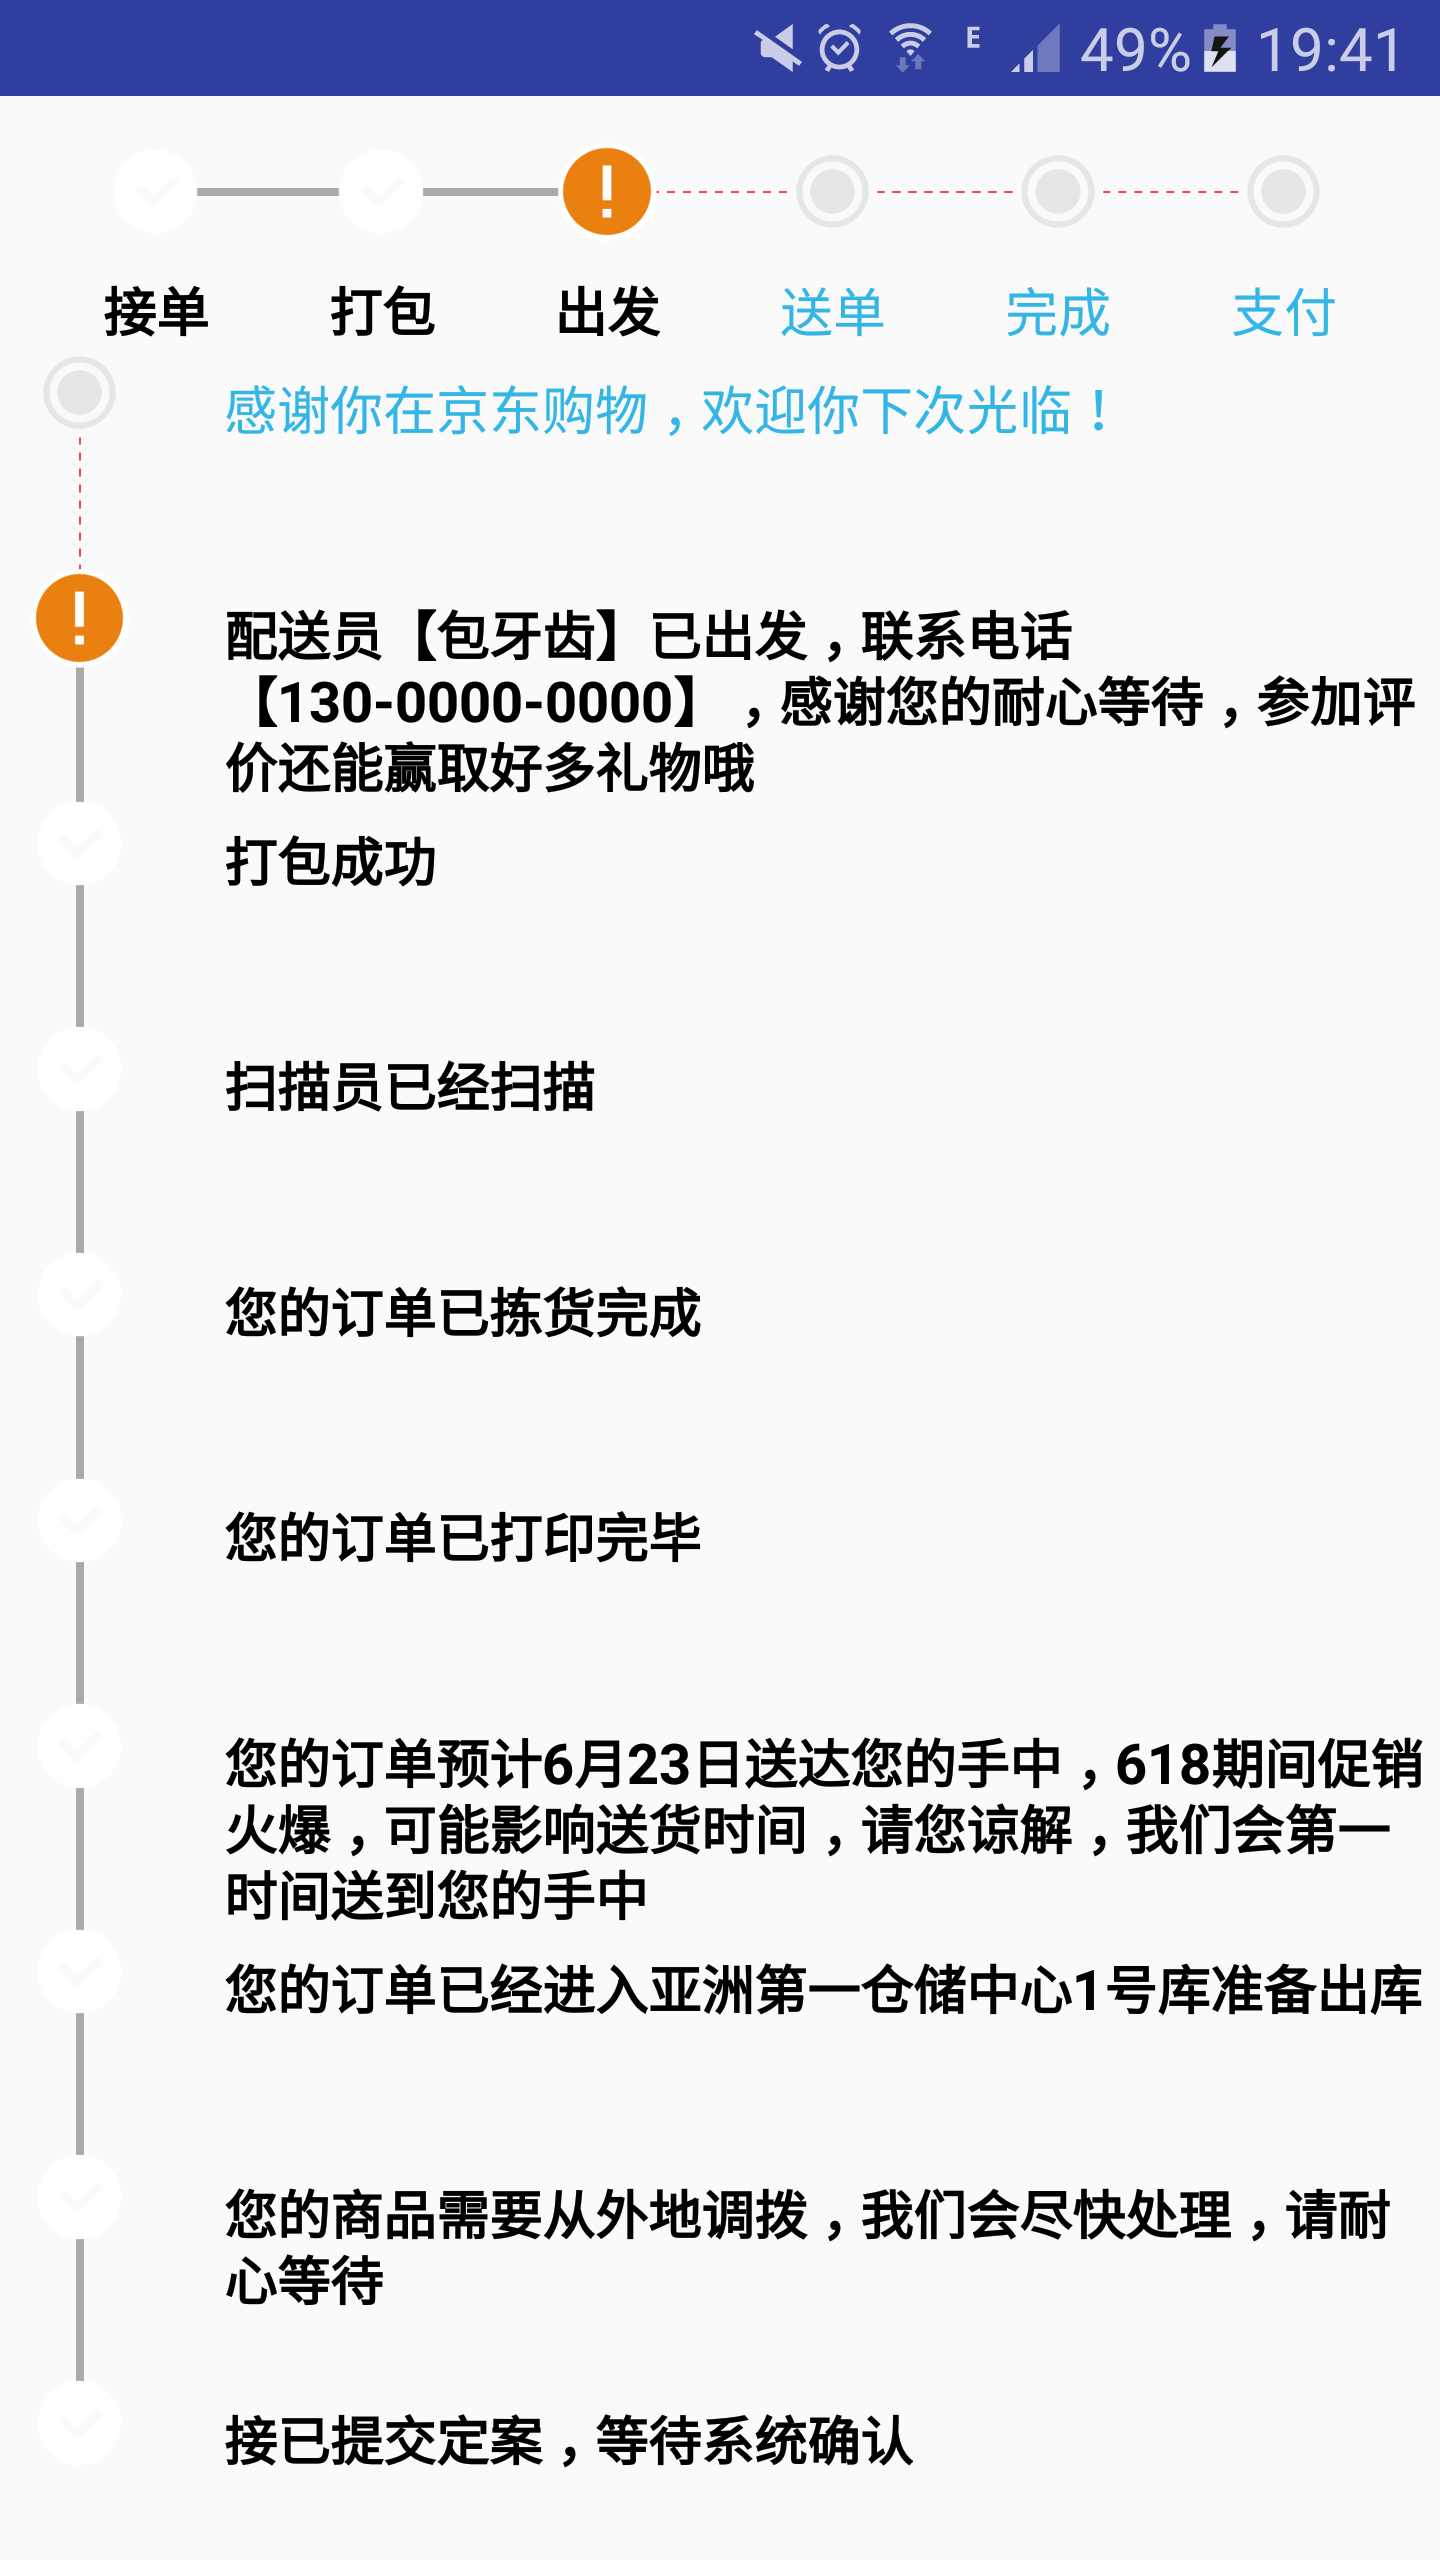 E 49% 19:41
接单 打包 出发 送单 完成 支付
感谢你在京东购物，欢迎你下次光临！
配送员【包牙齿】已出发，联系电话
【130-0000-0000】，感谢您的耐心等待，参加评
价还能赢取好多礼物哦
打包成功
扫描员已经扫描
您的订单已拣货完成
您的订单已打印完毕
您的订单预计6月23日送达您的手中，618期间促销
火爆，可能影响送货时间，请您谅解，我们会第一
时间送到您的手中
您的订单已经进入亚洲第一仓储中心1号库准备出库
您的商品需要从外地调拨，我们会尽快处理，请耐
心等待
接已提交定案，等待系统确认